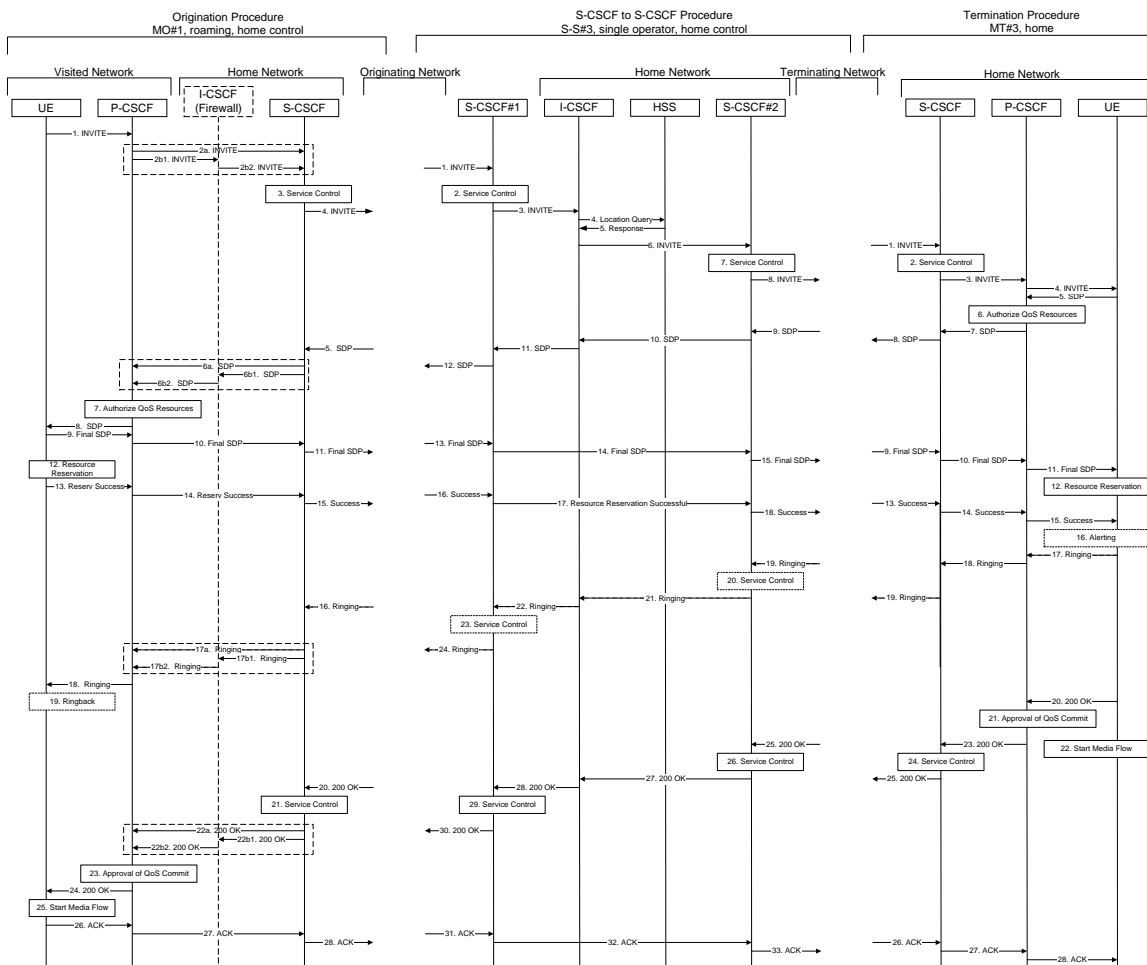 Origination Procedure
MO#1, roaming, home control
S-CSCF to S-CSCF Procedure
S-S#3, single operator, home control
Termination Procedure
MT#3, home
Visited Network
Home Network
Originating Network
Home Network
Terminating Network
Home Network
UE
P-CSCF
I-CSCF
(Firewall)
S-CSCF
S-CSCF#1
I-CSCF
HSS
S-CSCF#2
S-CSCF
P-CSCF
UE
1. INVITE
2a. INVITE
2b1. INVITE
2b2. INVITE
3. Service Control
4. INVITE
5. SDP
6a. SDP
6b1. SDP
6b2. SDP
7. Authorize QoS Resources
8. SDP
9. Final SDP
10. Final SDP
11. Final SDP
12. Resource
Reservation
13. Reserv Success
14. Reserv Success
15. Success
16. Ringing
17a. Ringing
17b1. Ringing
17b2. Ringing
18. Ringing
19. Ringback
20. 200 OK
21. Service Control
22a. 200 OK
22b1. 200 OK
22b2. 200 OK
23. Approval of QoS Commit
24. 200 OK
25. Start Media Flow
26. ACK
27. ACK
28. ACK
1. INVITE
2. Service Control
3. INVITE
4. Location Query
5. Response
6. INVITE
7. Service Control
8. INVITE
9. SDP
10. SDP
11. SDP
12. SDP
13. Final SDP
14. Final SDP
15. Final SDP
16. Success
17. Resource Reservation Successful
18. Success
19. Ringing
20. Service Control
21. Ringing
22. Ringing
23. Service Control
24. Ringing
25. 200 OK
26. Service Control
27. 200 OK
28. 200 OK
29. Service Control
30. 200 OK
31. ACK
32. ACK
33. ACK
1. INVITE
2. Service Control
3. INVITE
4. INVITE
5. SDP
6. Authorize QoS Resources
7. SDP
8. SDP
9. Final SDP
10. Final SDP
11. Final SDP
12. Resource Reservation
13. Success
14. Success
15. Success
16. Alerting
17. Ringing
18. Ringing
19. Ringing
20. 200 OK
21. Approval of QoS Commit
22. Start Media Flow
23. 200 OK
24. Service Control
25. 200 OK
26. ACK
27. ACK
28. ACK